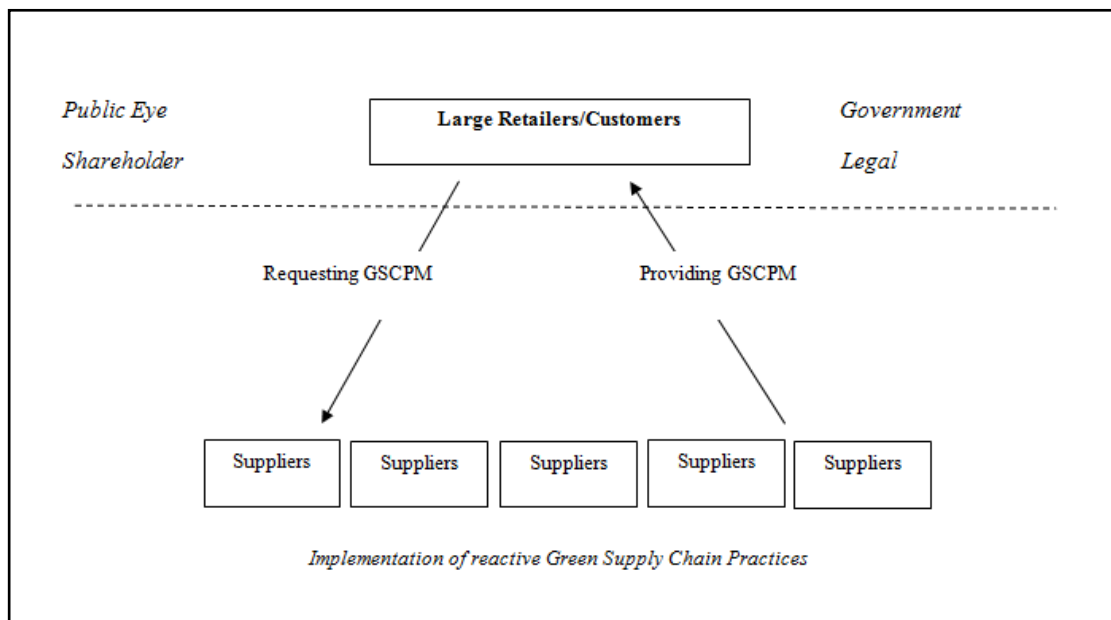 Public Eye
Large Retailers/Customers
Government
Shareholder
Legal
Requesting GSCPM
Providing GSCPM
Suppliers
Suppliers
Suppliers
Suppliers
Suppliers
Implementation of reactive Green Supply Chain Practices